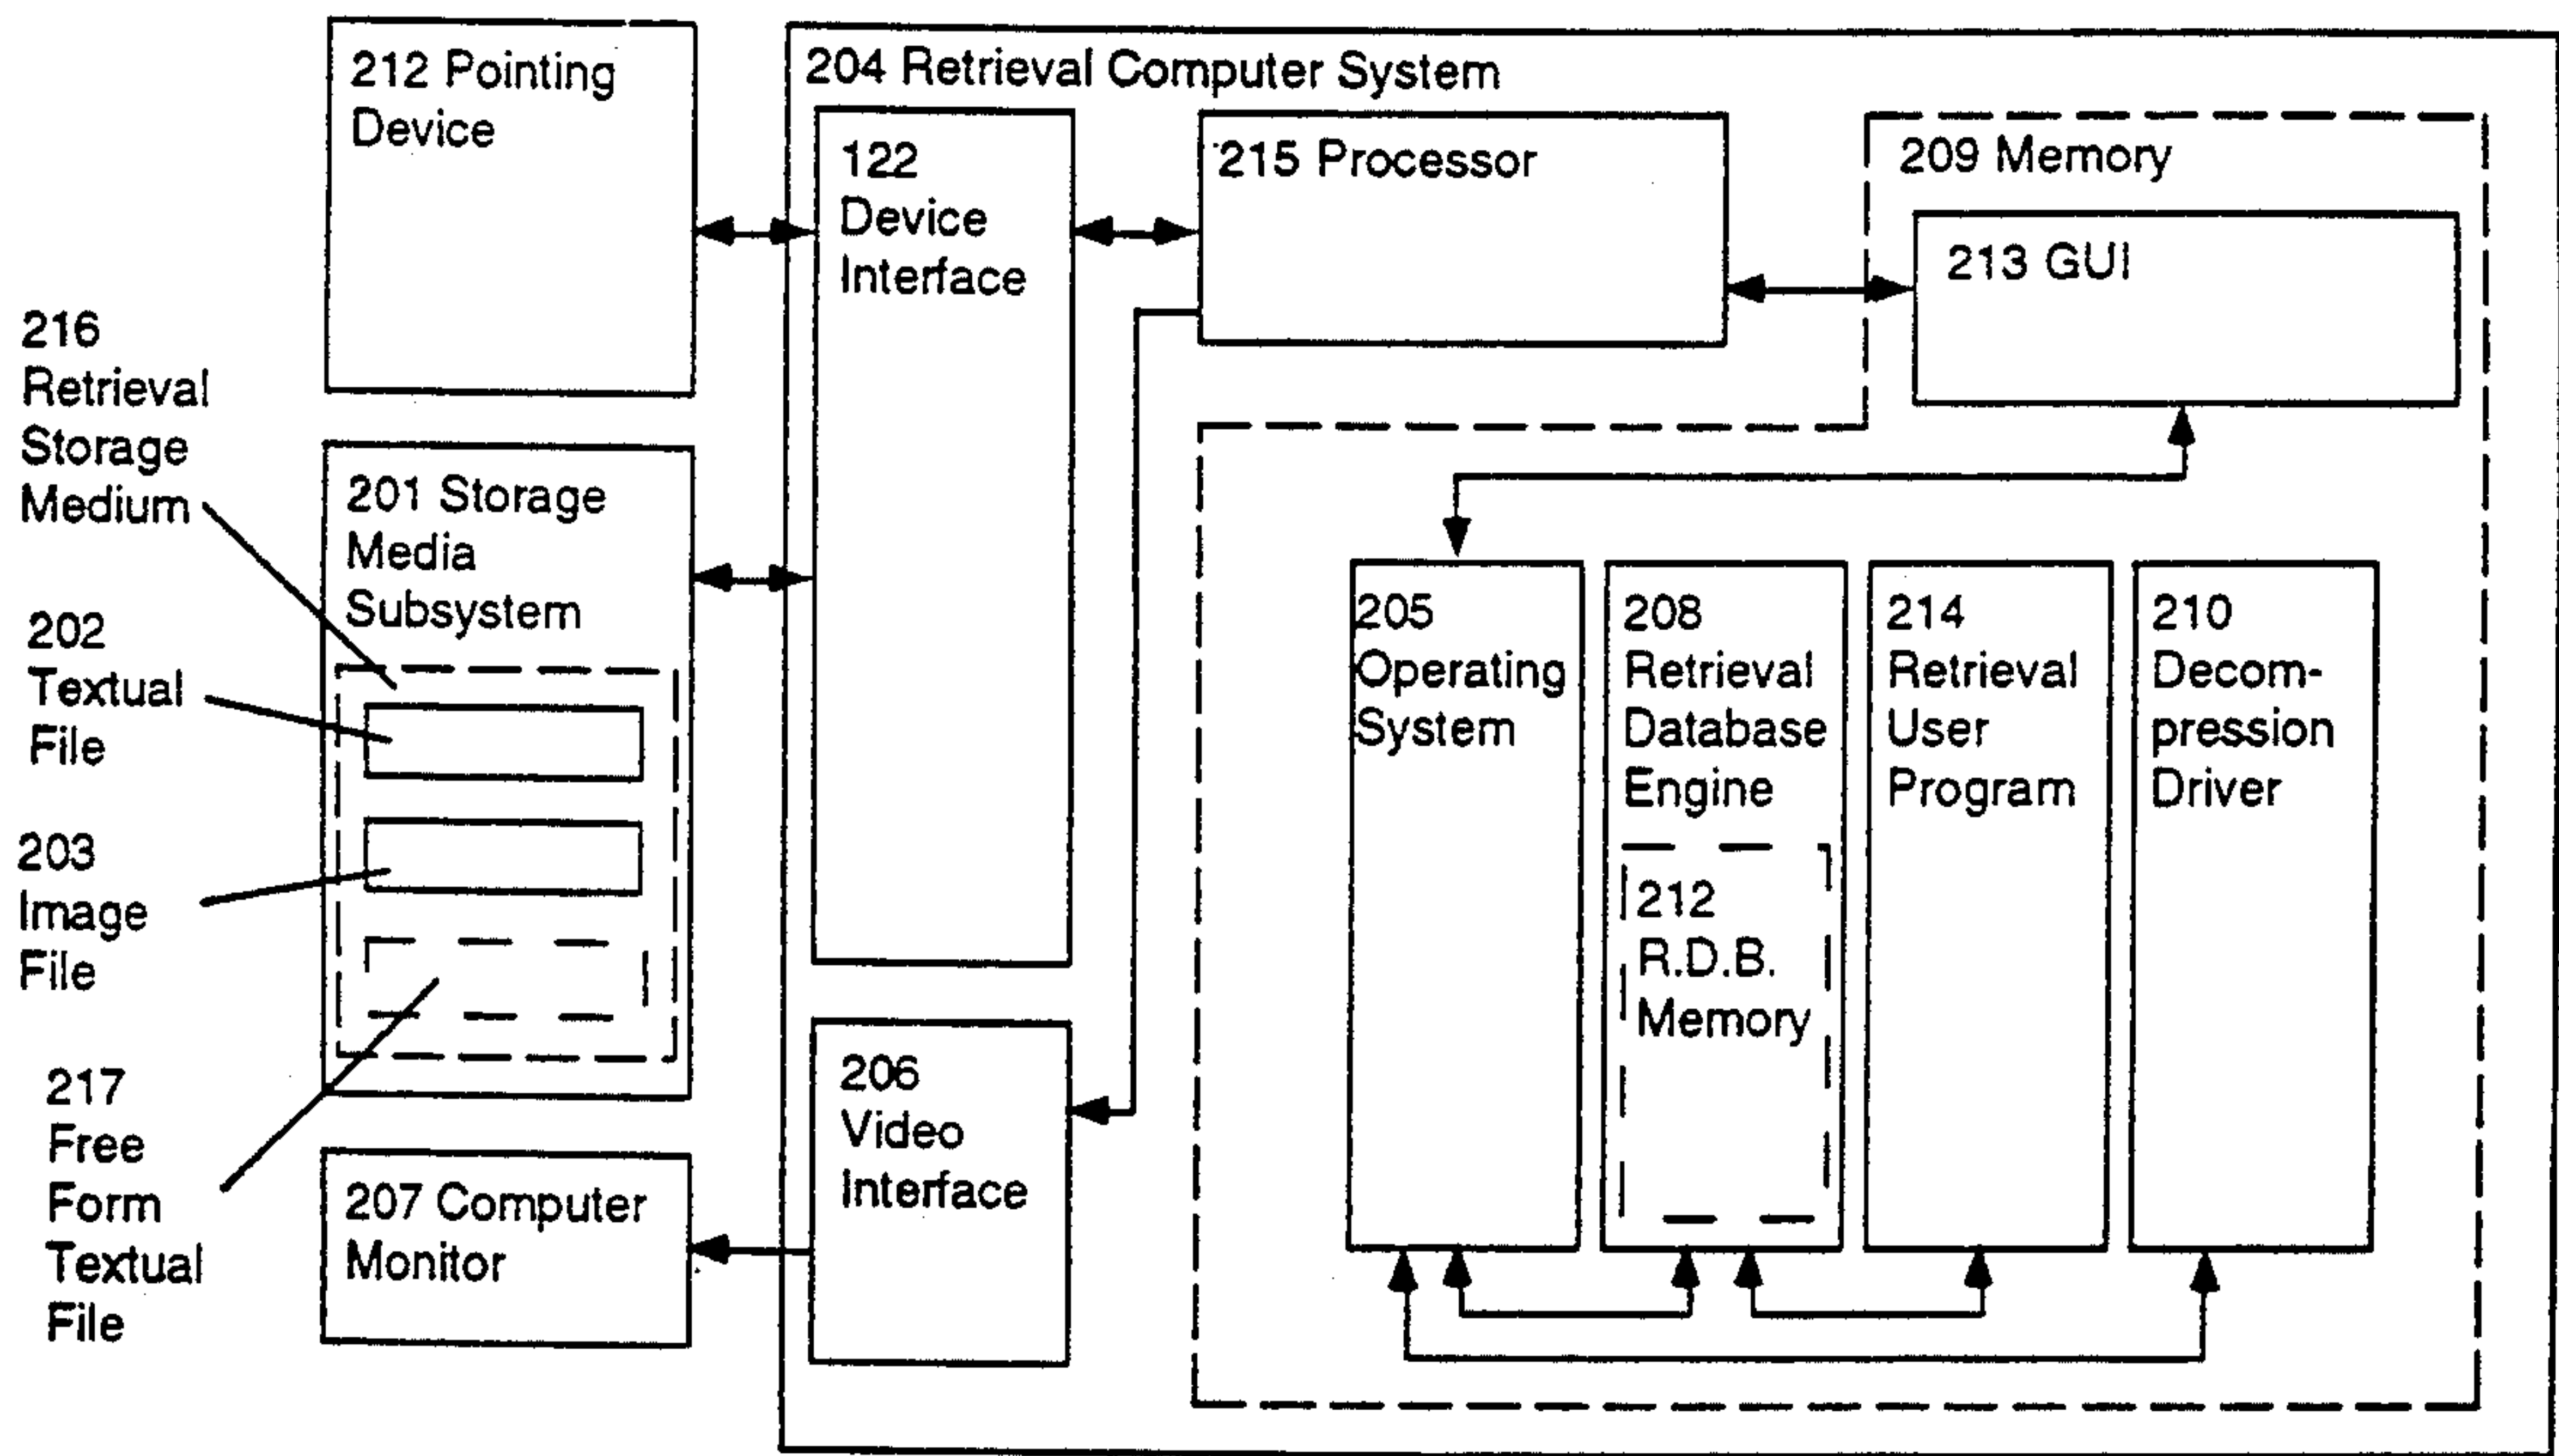 212 Pointing
Device
204 Retrieval Computer System
122
Device
Interface
215 Processor
209 Memory
213 GUI
216
Retrieval
Storage
Medium
201 Storage
Media
Subsystem
202
Textual
File
203
Image
File
217
Free
Form
Textual
File
207 Computer
Monitor
206
Video
Interface
205
Operating
System
208
Retrieval
Database
Engine
212
R.D.B.
Memory
214
Retrieval
User
Program
210
Decom-
pression
Driver